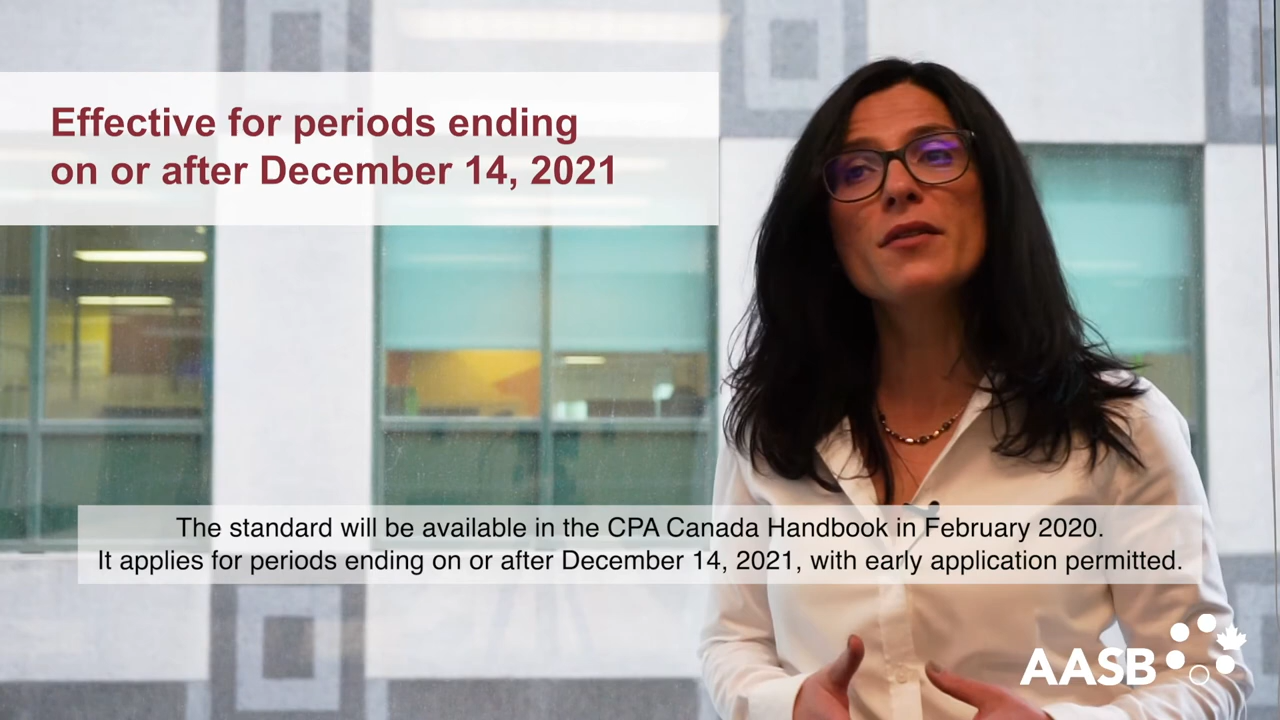 Effective for periods ending
on or after December 14, 2021
The standard will be available in the CPA Canada Handbook in February 2020.
It applies for periods ending on or after December 14, 2021, with early application permitted.
AASB